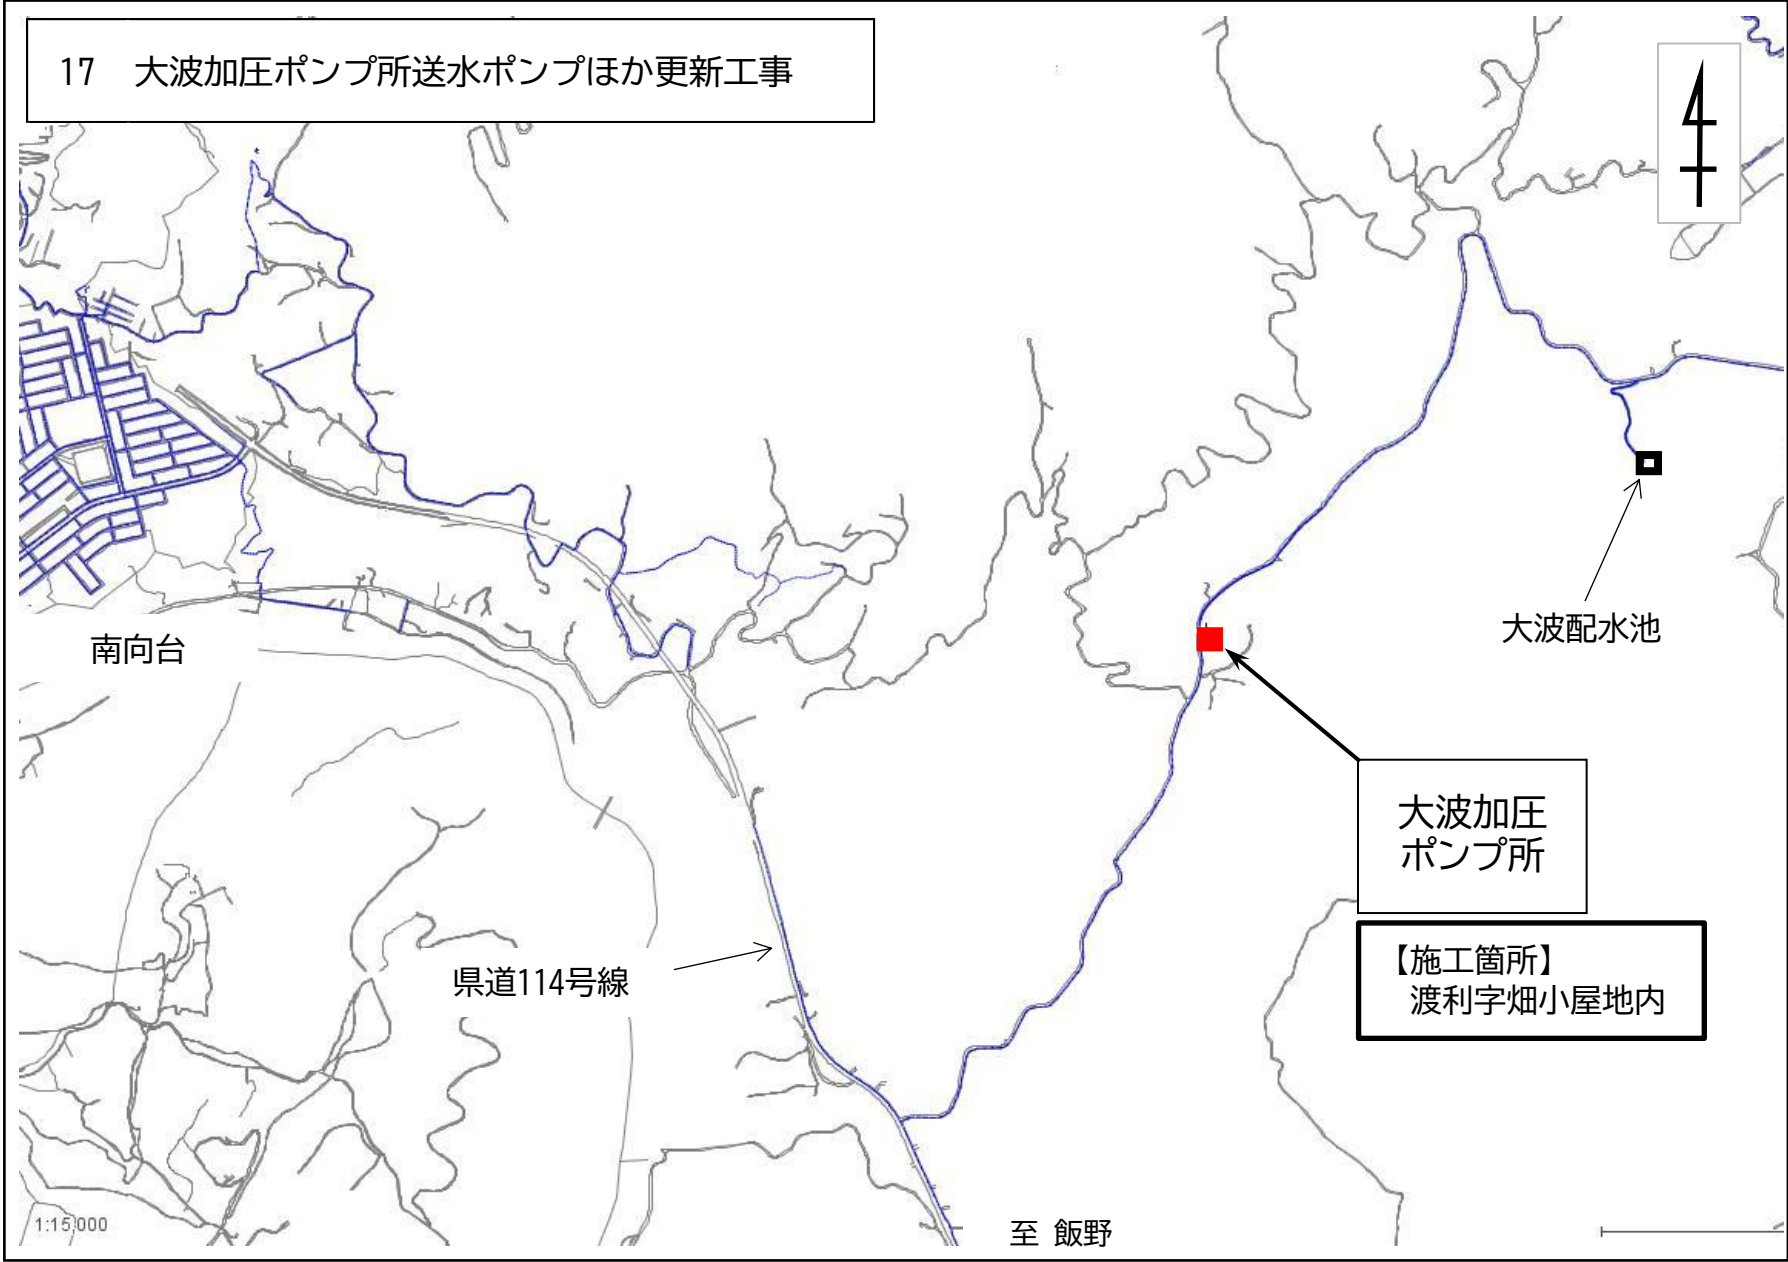 17　大波加圧ポンプ所送水ポンプほか更新工事
南向台
大波配水池
大波加圧
ポンプ所
【施工箇所】
渡利字畑小屋地内
県道114号線
至 飯野
1:15,000